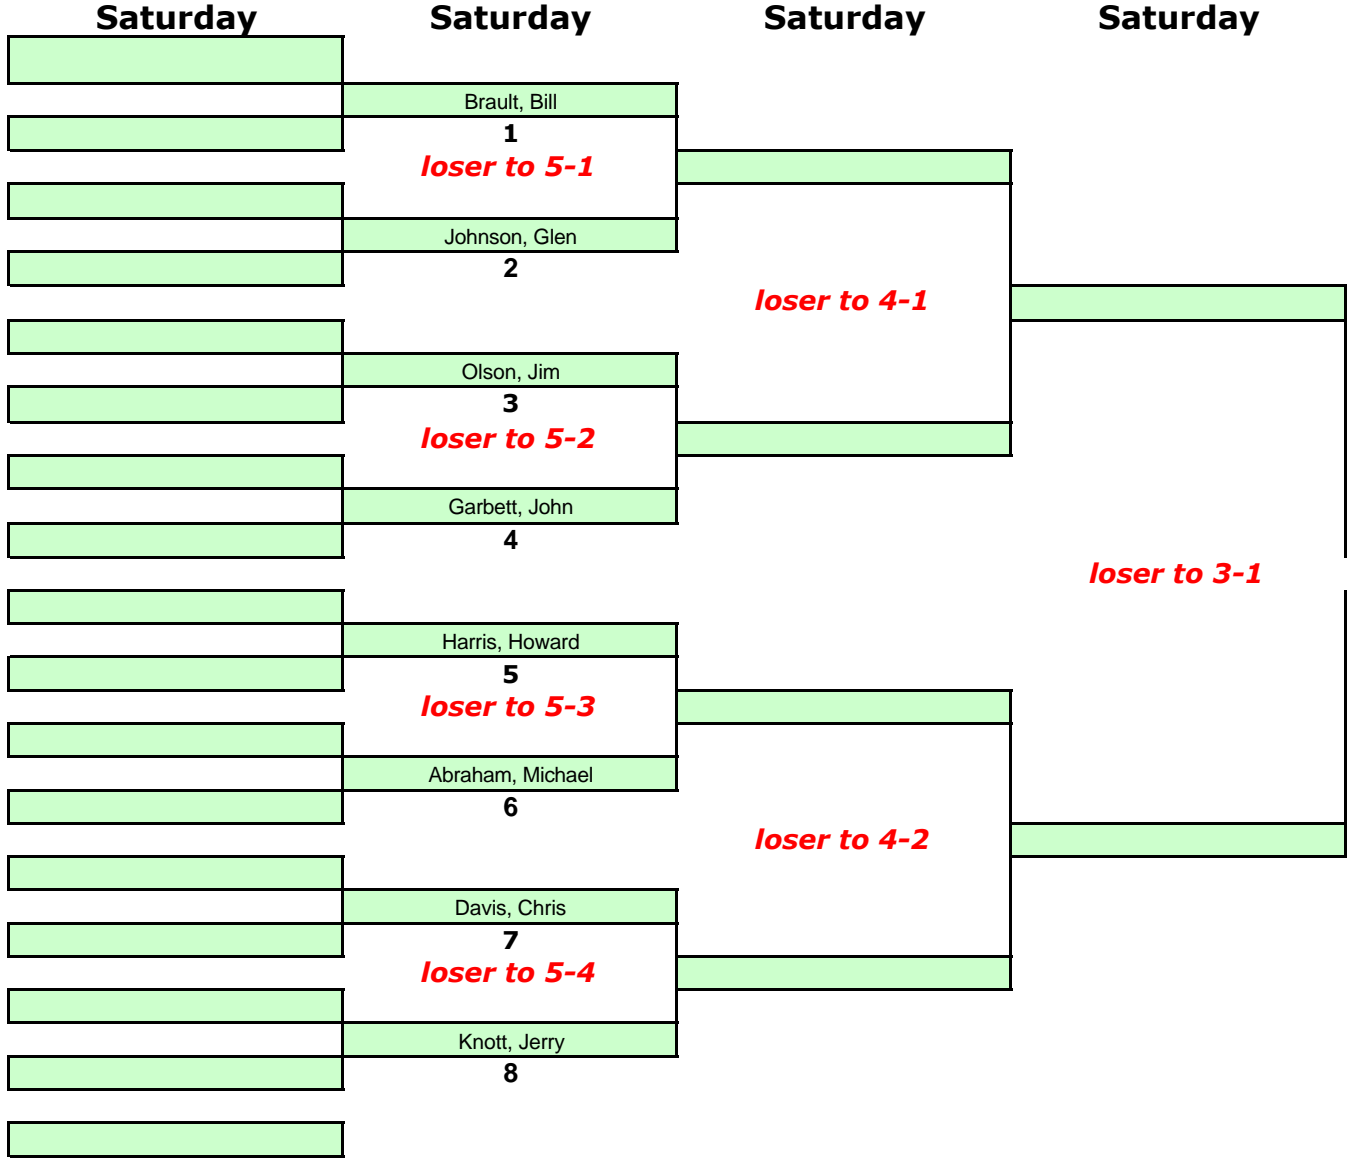 Saturday Saturday Saturday Saturday
Brault, Bill
1
loser to 5-1
Johnson, Glen
2
loser to 4-1
Olson, Jim
3
loser to 5-2
Garbett, John
4
loser to 3-1
Harris, Howard
5
loser to 5-3
Abraham, Michael
6
loser to 4-2
Davis, Chris
7
loser to 5-4
Knott, Jerry
8